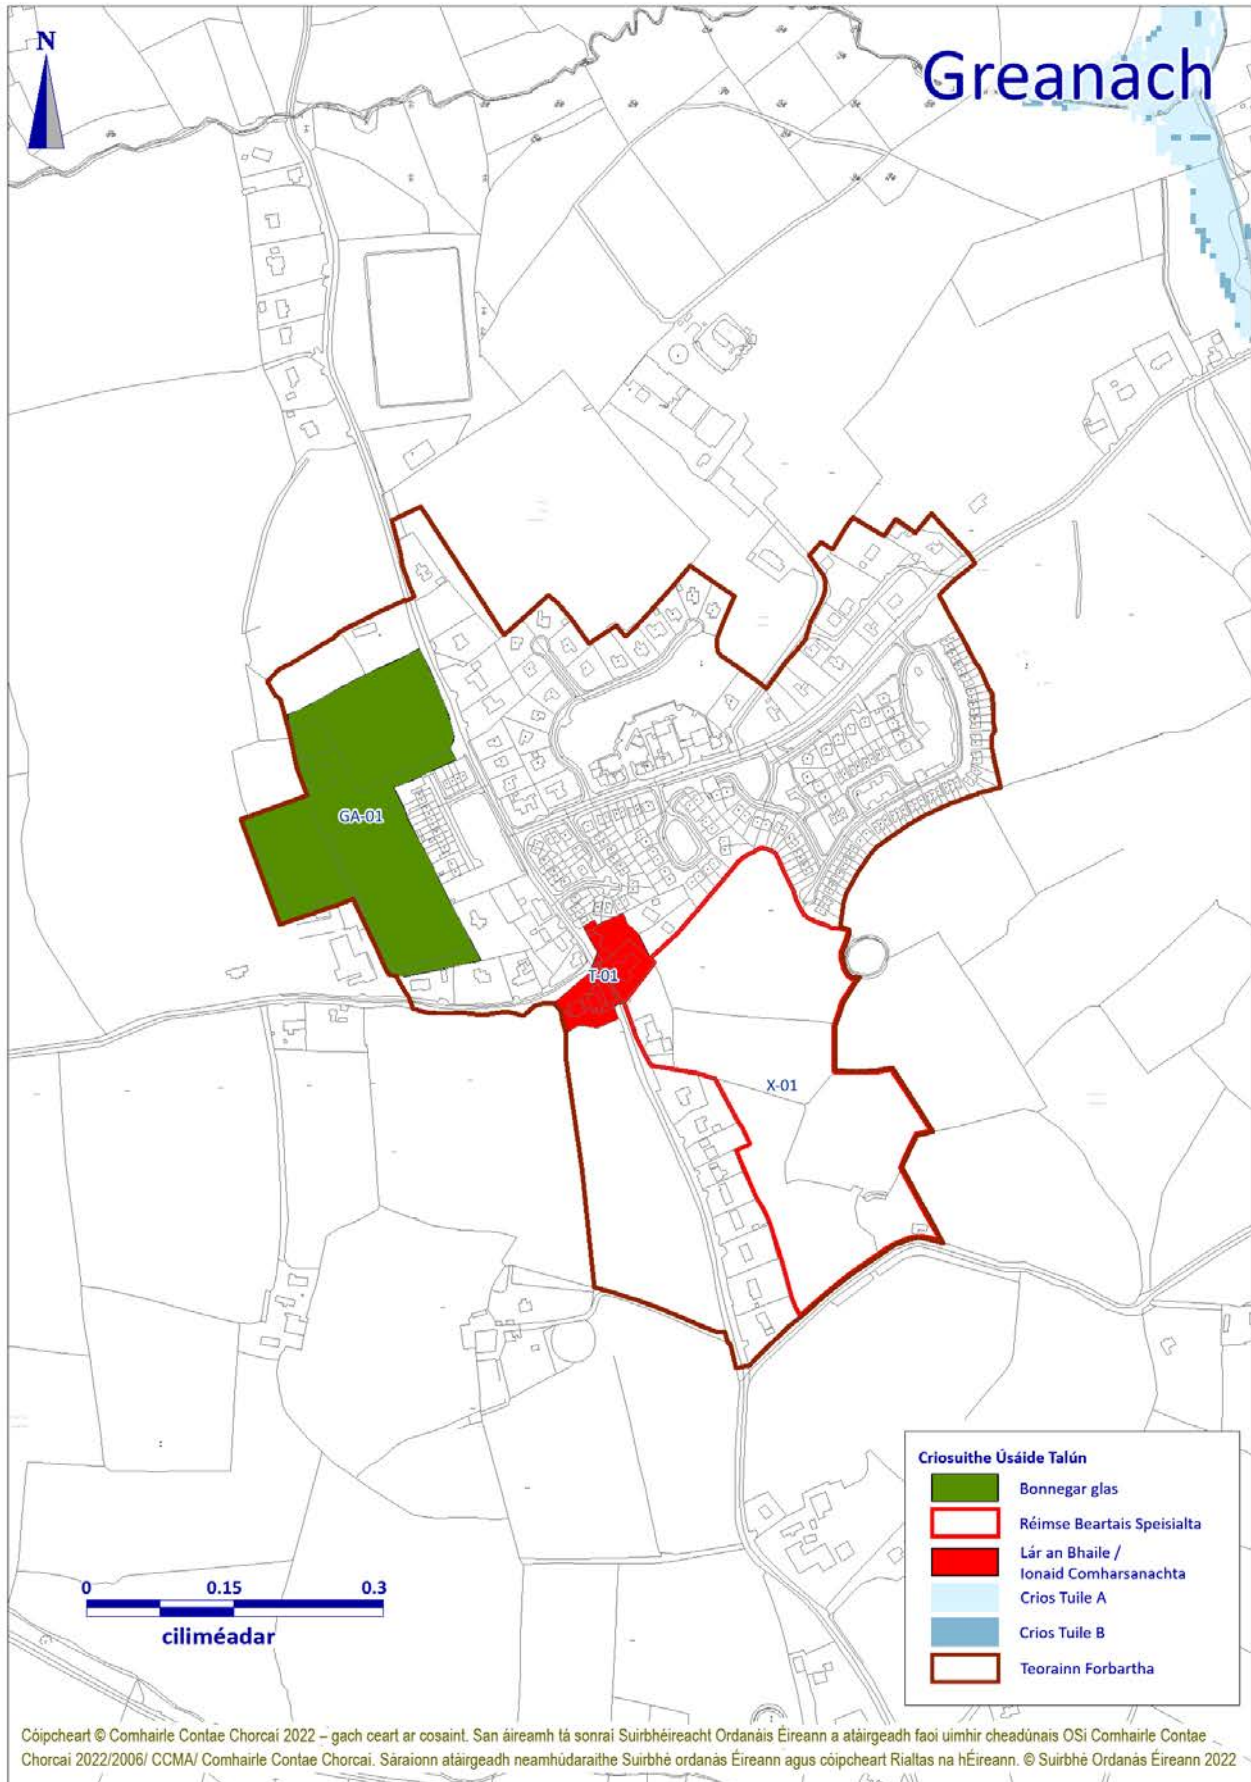 N
Greanach
GA-01
T-01
X-01
Criosuithe Úsáide Talún
Bonnegar glas
Réimse Beartais Speisialta
Lár an Bhaile /
Ionaid Comharsanachta
Crios Tuile A
Crios Tuile B
Teorainn Forbartha
0 0.15 0.3
ciliméadar
Cóipcheart © Comhairle Contae Chorcaí 2022 – gach ceart ar cosaint. San áireamh tá sonraí Suirbhéireacht Ordanáis Éireann a atáirgeadh faoi uimhir cheadúnais OSi Comhairle Contae
Chorcaí 2022/2006/ CCMA/ Comhairle Contae Chorcaí. Sáraíonn atáirgeadh neamhúdaraithe Suirbhé ordanás Éireann agus cóipcheart Rialtas na hÉireann. © Suirbhé Ordanás Éireann 2022